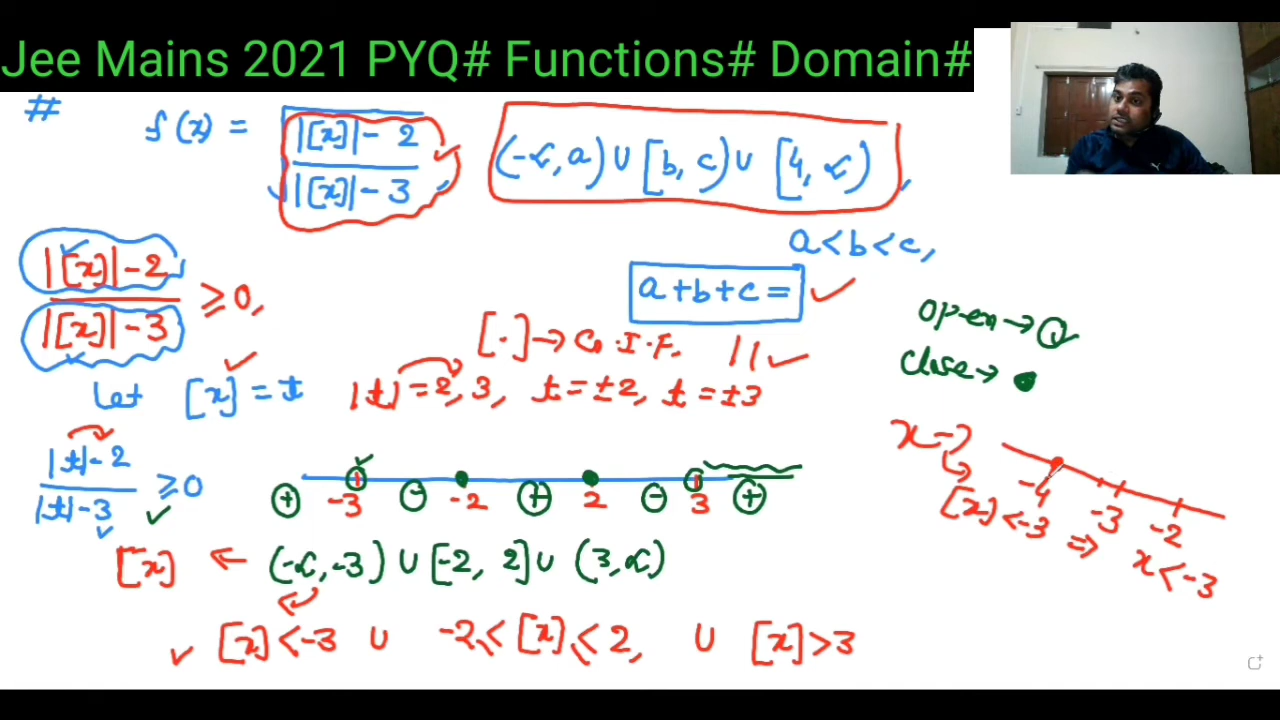 Jee Mains 2021 PYQ# Functions# Domain#
# f(x) = √((|[x]| - 2)/(|[x]| - 3)) (-∝, a) ∪ [b, c) ∪ [4, ∝),
a < b < c,
(|[x]| - 2)/(|[x]| - 3) ≥ 0,
a + b + c =
[.] → G.I.F. ||
open → O
close → ●
Let [x] = t |t| = 2, 3, t = ±2, t = ±3
(|t| - 2)/(|t| - 3) ≥ 0
+ -3 - -2 + 2 - 3 +
x →
-4 -3 -2
[x] < -3 ⇒ x < -3
[x] ← (-∝, -3) ∪ [-2, 2] ∪ (3, ∝)
[x] < -3 ∪ -2 ≤ [x] ≤ 2, ∪ [x] > 3